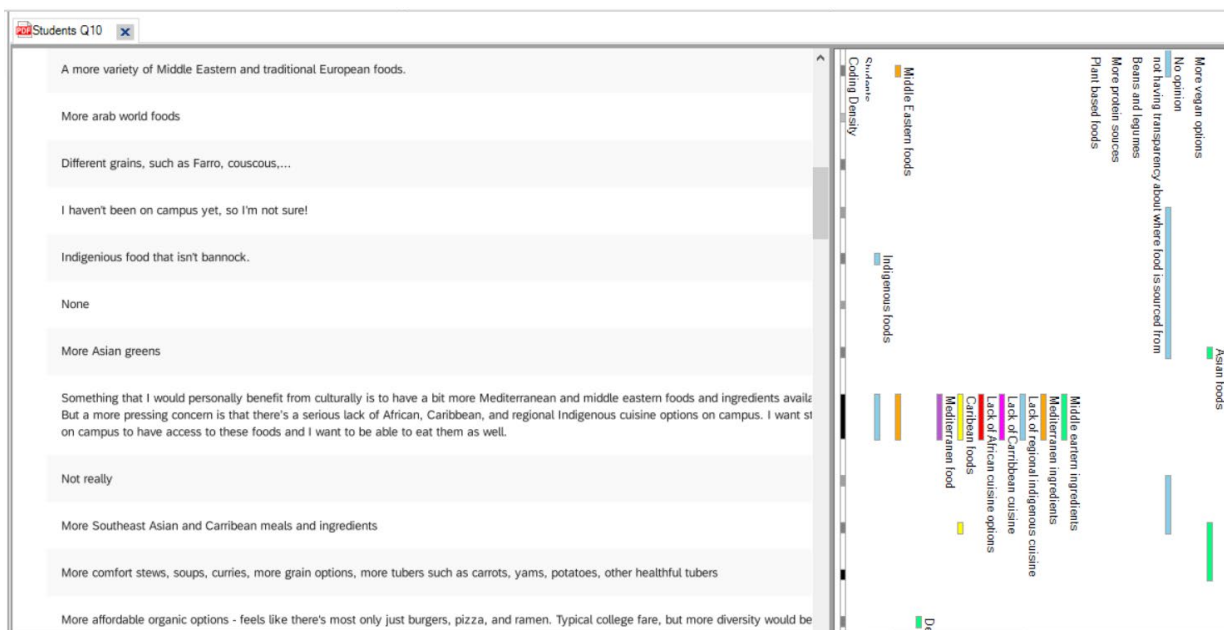 Students Q10
A more variety of Middle Eastern and traditional European foods.
More arab world foods
Different grains, such as Farro, couscous,...
I haven't been on campus yet, so I'm not sure!
Indigenious food that isn't bannock.
None
More Asian greens
Something that I would personally benefit from culturally is to have a bit more Mediterranean and middle eastern foods and ingredients availa
But a more pressing concern is that there's a serious lack of African, Caribbean, and regional Indigenous cuisine options on campus. I want st
on campus to have access to these foods and I want to be able to eat them as well.
Not really
More Southeast Asian and Carribean meals and ingredients
More comfort stews, soups, curries, more grain options, more tubers such as carrots, yams, potatoes, other healthful tubers
More affordable organic options - feels like there's most only just burgers, pizza, and ramen. Typical college fare, but more diversity would be
Coding Density
Students
Indigenous foods
Middle Eastern foods
De
Mediterranen food
Caribean foods
Lack of African cuisine options
Lack of Carribbean cuisine
Lack of regional indigenous cuisine
Mediterranen ingredients
Middle eartern ingredients
Plant based foods
More protein souces
Beans and legumes
not having transparency about where food is sourced from
No opinion
More vegan options
Asian foods